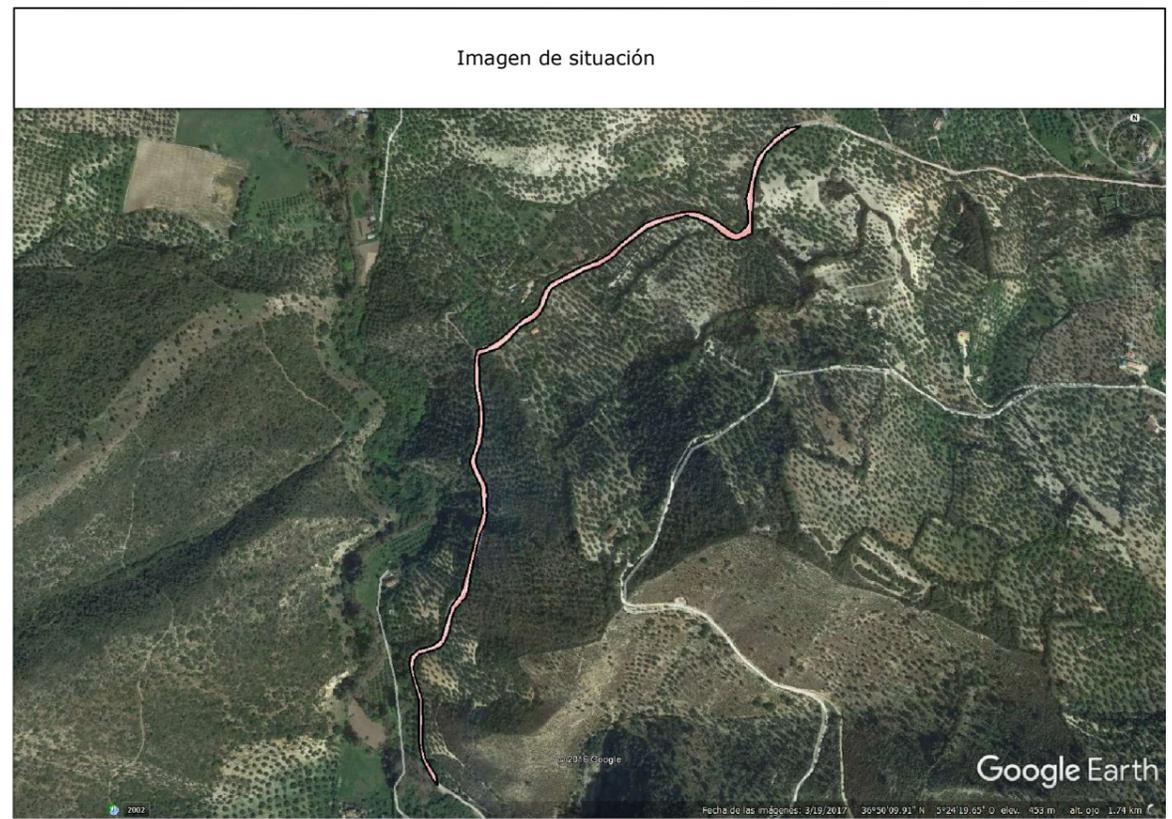 Imagen de situación
N
© 2016 Google
Google Earth
2002
Fecha de las imágenes: 3/19/2017 36°50'09.91" N 5°24'19.65" O elev. 453 m alt. ojo 1.74 km